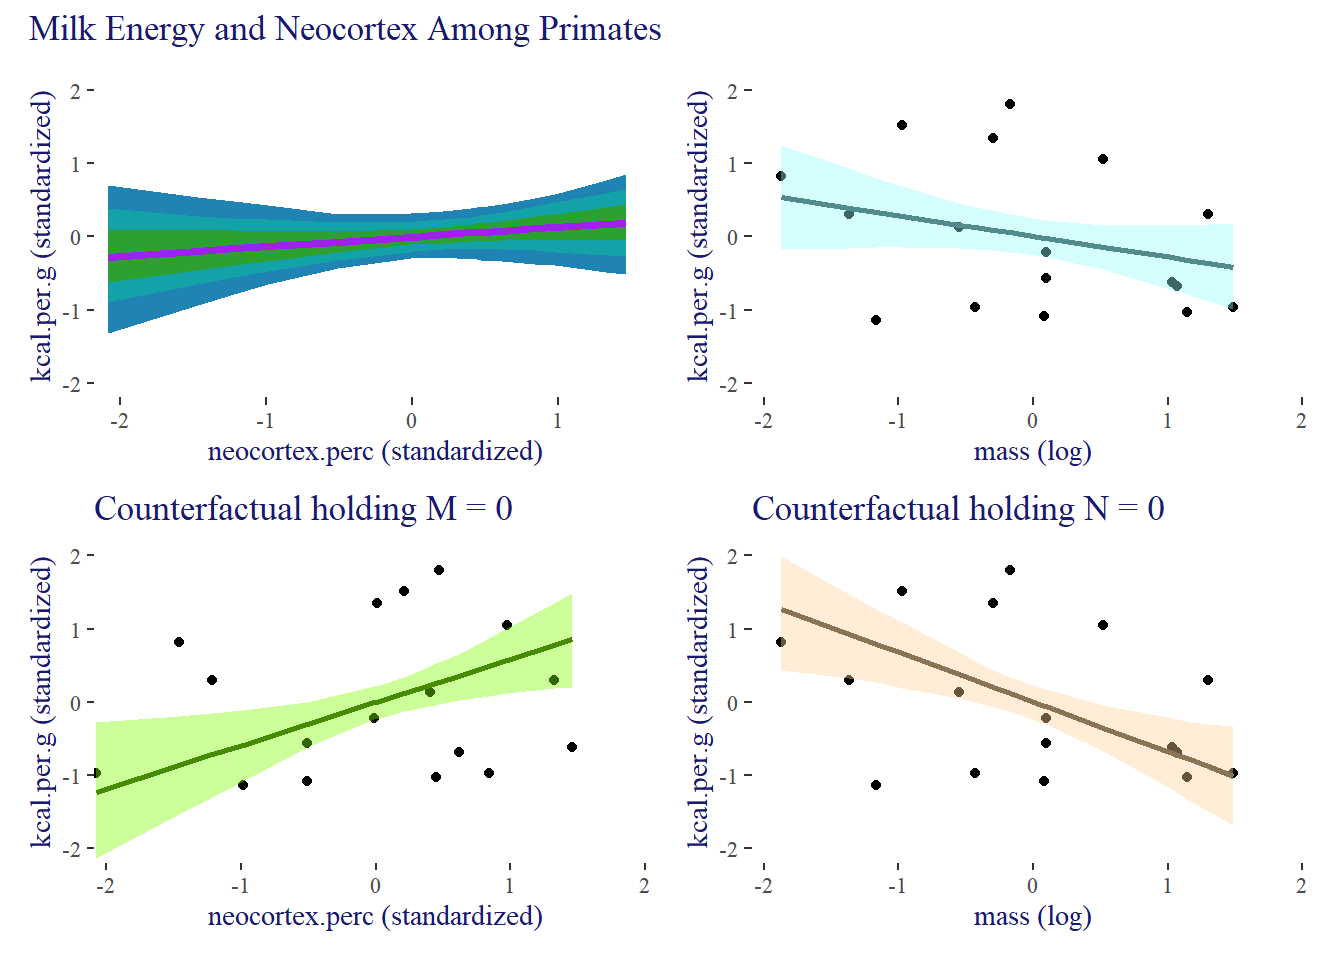 Milk Energy and Neocortex Among Primates
kcal.per.g (standardized)
2
1
0
-1
-2
-2 -1 0 1
neocortex.perc (standardized)
kcal.per.g (standardized)
2
1
0
-1
-2
-2 -1 0 1 2
mass (log)
Counterfactual holding M = 0
kcal.per.g (standardized)
2
1
0
-1
-2
-2 -1 0 1 2
neocortex.perc (standardized)
Counterfactual holding N = 0
kcal.per.g (standardized)
2
1
0
-1
-2
-2 -1 0 1 2
mass (log)